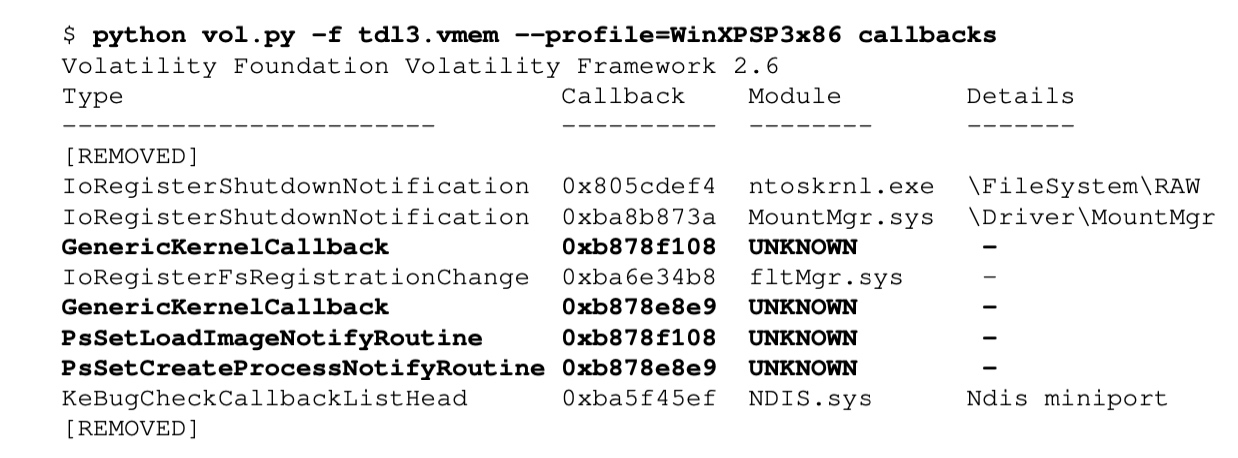 $ python vol.py -f tdl3.vmem --profile=WinXPSP3x86 callbacks
Volatility Foundation Volatility Framework 2.6
Type Callback Module Details
------------------------ ---------- -------- -------
[REMOVED]
IoRegisterShutdownNotification 0x805cdef4 ntoskrnl.exe \FileSystem\RAW
IoRegisterShutdownNotification 0xba8b873a MountMgr.sys \Driver\MountMgr
GenericKernelCallback 0xb878f108 UNKNOWN -
IoRegisterFsRegistrationChange 0xba6e34b8 fltMgr.sys -
GenericKernelCallback 0xb878e8e9 UNKNOWN -
PsSetLoadImageNotifyRoutine 0xb878f108 UNKNOWN -
PsSetCreateProcessNotifyRoutine 0xb878e8e9 UNKNOWN -
KeBugCheckCallbackListHead 0xba5f45ef NDIS.sys Ndis miniport
[REMOVED]